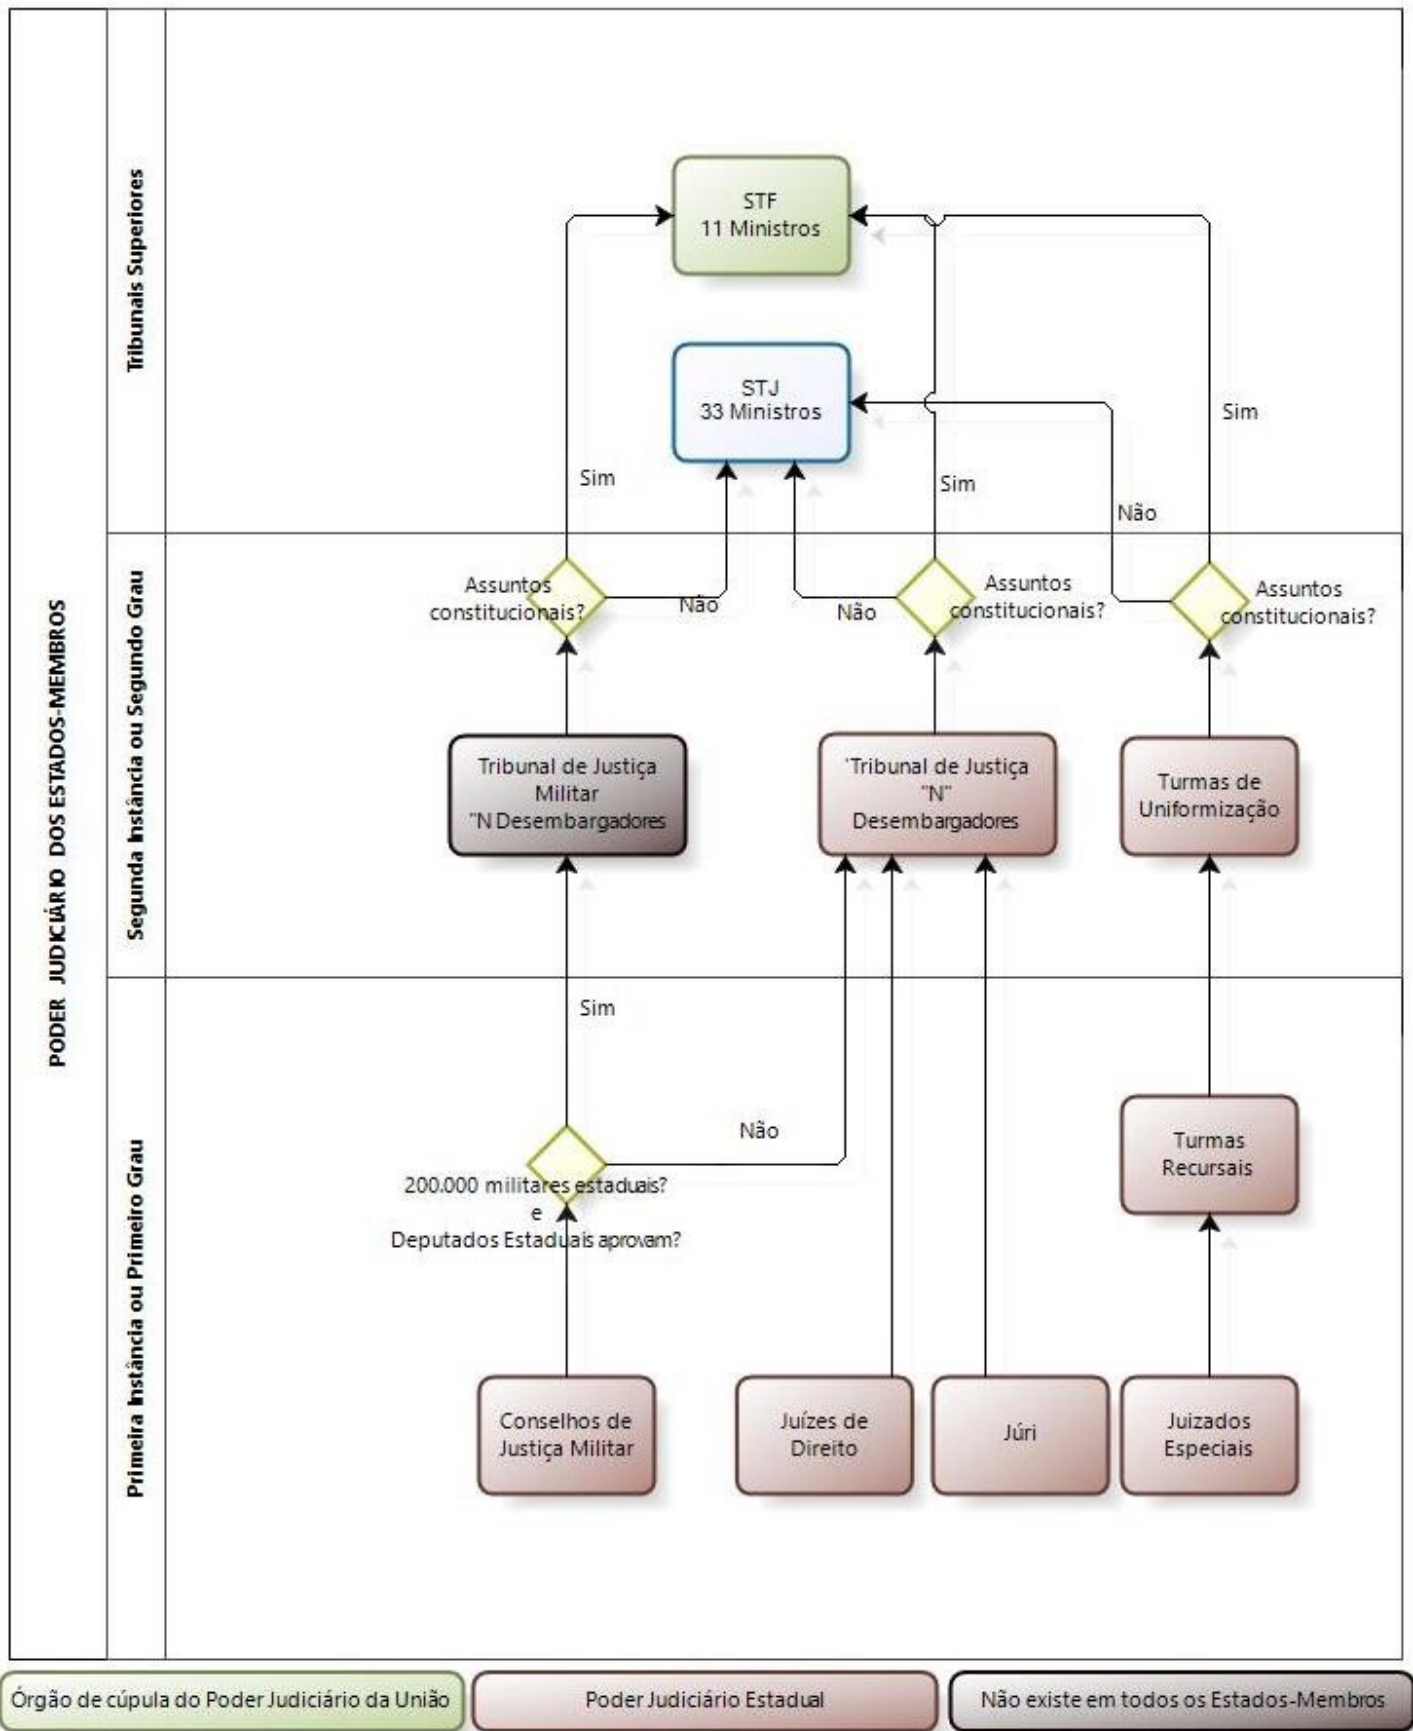 PODER JUDICIÁRIO DOS ESTADOS-MEMBROS
Tribunais Superiores
STF
11 Ministros
STJ
33 Ministros
Sim
Sim
Sim
Não
Segunda Instância ou Segundo Grau
Assuntos
constitucionais?
Não
Não
Assuntos
constitucionais?
Assuntos
constitucionais?
Tribunal de Justiça
Militar
"N Desembargadores
'Tribunal de Justiça
"N"
Desembargadores
Turmas de
Uniformização
Primeira Instância ou Primeiro Grau
Sim
Não
200.000 militares estaduais?
e
Deputados Estaduais aprovam?
Turmas
Recursais
Conselhos de
Justiça Militar
Juízes de
Direito
Júri
Juizados
Especiais
Órgão de cúpula do Poder Judiciário da União
Poder Judiciário Estadual
Não existe em todos os Estados-Membros